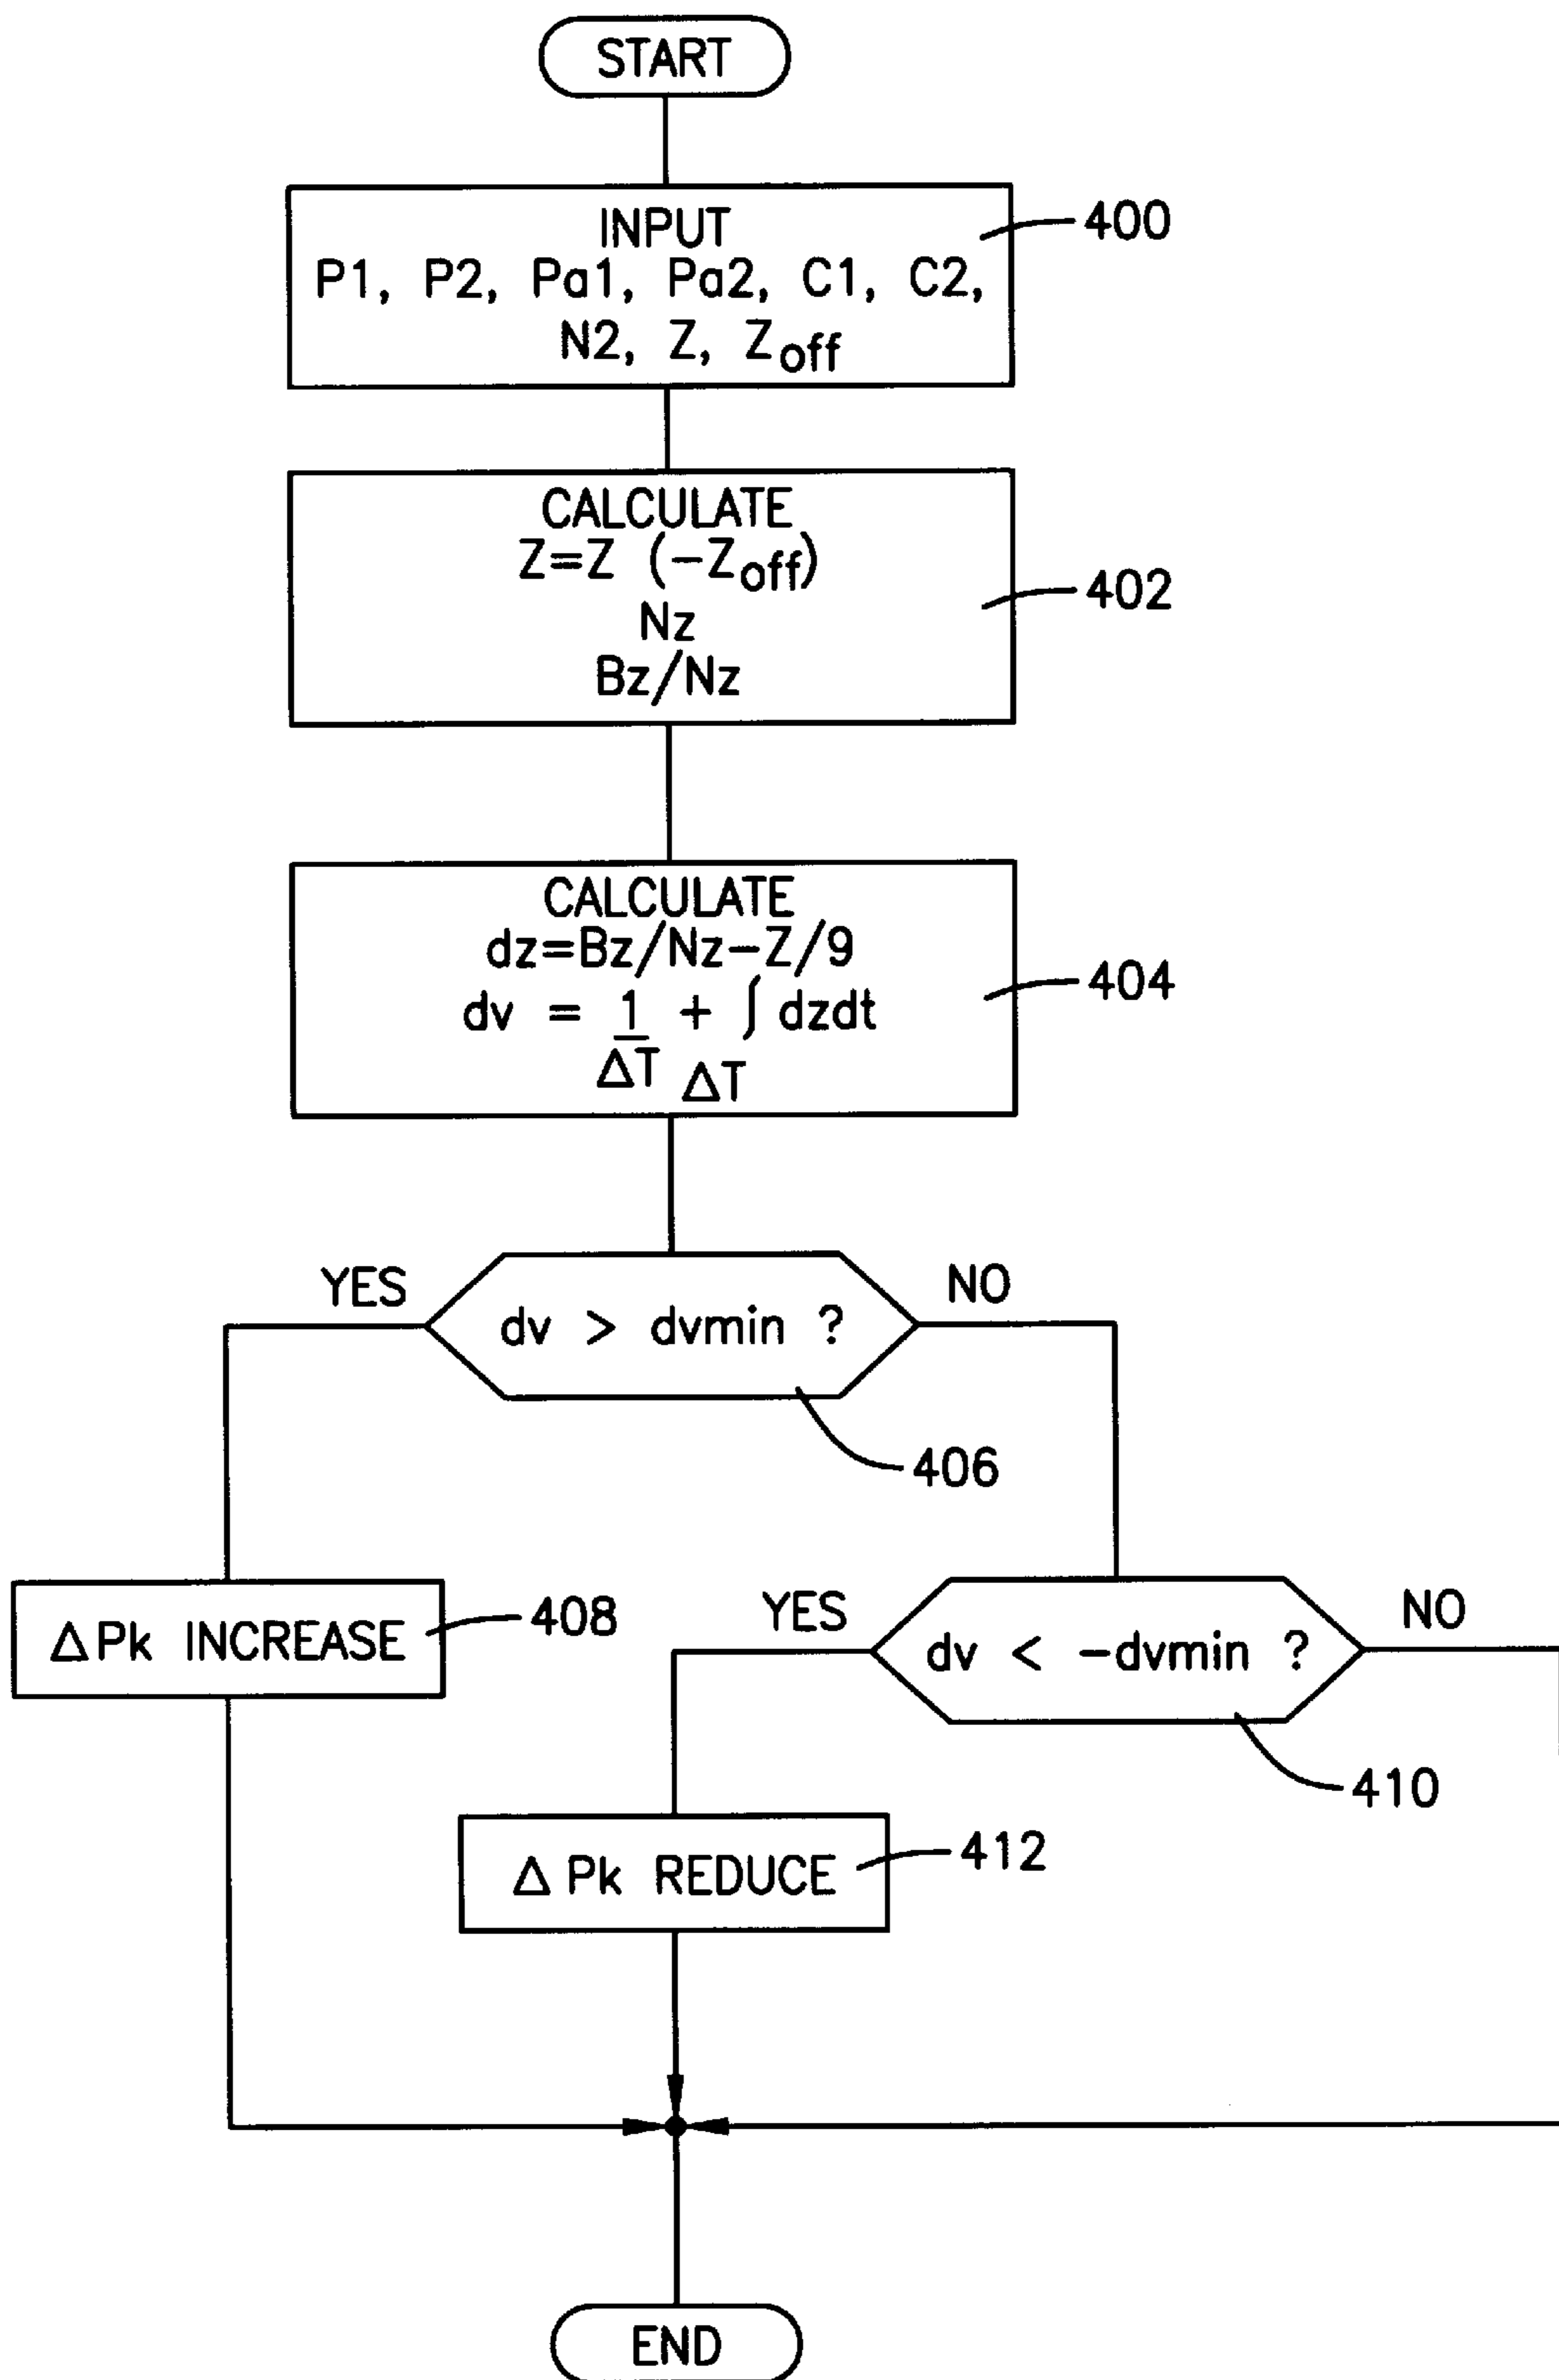 START
INPUT
P1, P2, Pa1, Pa2, C1, C2,
N2, Z, Zoff
400
CALCULATE
Z=Z (-Zoff)
Nz
Bz/Nz
402
CALCULATE
dz=Bz/Nz-Z/9
dv = 1 + ∫ dzdt
ΔT ΔT
404
YES
dv > dvmin ?
NO
406
ΔPk INCREASE
408
YES
dv < -dvmin ?
NO
410
Δ Pk REDUCE
412
END